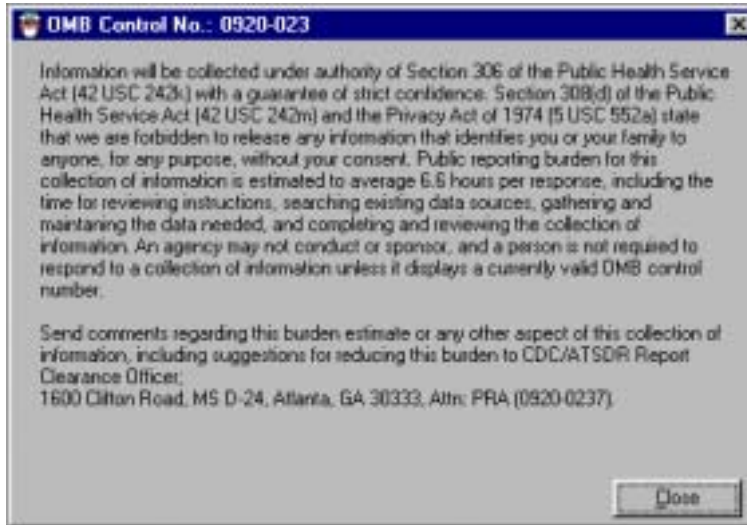 OMB Control No.: 0920-023
Information will be collected under authority of Section 306 of the Public Health Service
Act (42 USC 242k) with a guarantee of strict confidence. Section 308(d) of the Public
Health Service Act (42 USC 242m) and the Privacy Act of 1974 (5 USC 552a) state
that we are forbidden to release any information that identifies you or your family to
anyone, for any purpose, without your consent. Public reporting burden for this
collection of information is estimated to average 6.6 hours per response, including the
time for reviewing instructions, searching existing data sources, gathering and
maintaning the data needed, and completing and reviewing the collection of
information. An agency may not conduct or sponsor, and a person is not required to
respond to a collection of information unless it displays a currently valid OMB control
number.
Send comments regarding this burden estimate or any other aspect of this collection of
information, including suggestions for reducing this burden to CDC/ATSDR Report
Clearance Officer;
1600 Clifton Road, MS D-24, Atlanta, GA 30333, Attn: PRA (0920-0237).
Close